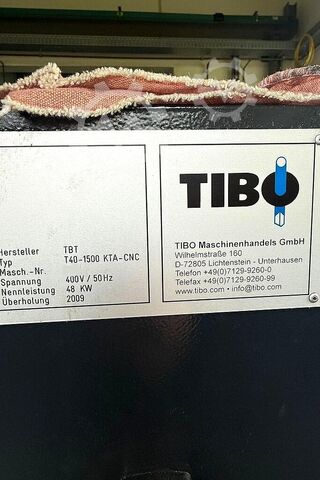 Hersteller TBT
Typ T40-1500 KTA-CNC
Masch.-Nr.
Spannung 400V / 50Hz
Nennleistung 48 KW
Überholung 2009
TIBO
TIBO Maschinenhandels GmbH
Wilhelmstraße 160
D-72805 Lichtenstein - Unterhausen
Telefon +49(0)7129-9260-0
Telefax +49(0)7129-9260-99
www.tibo.com • info@tibo.com